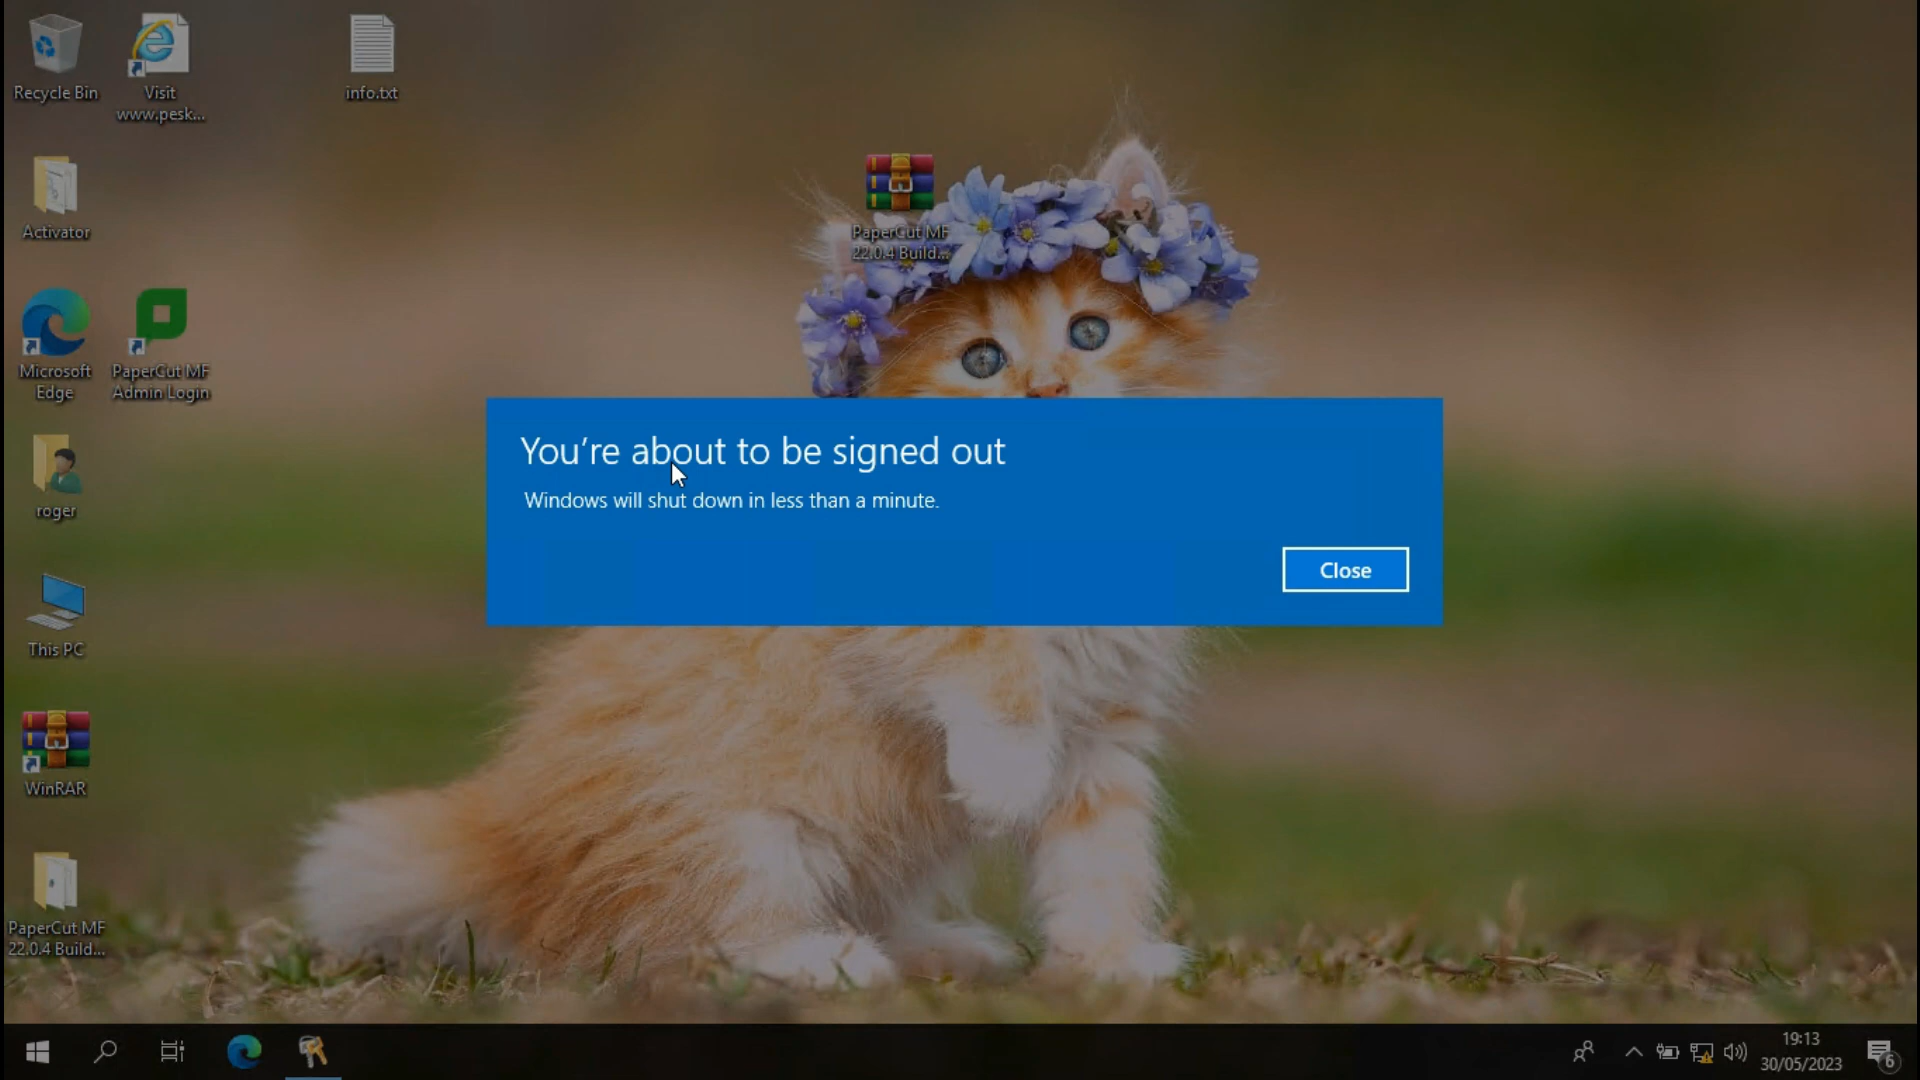 Recycle Bin
Visit
www.pesk...
info.txt
Activator
PaperCut MF
22.0.4 Build...
Microsoft
Edge
PaperCut MF
Admin Login
You're about to be signed out
Windows will shut down in less than a minute.
Close
roger
This PC
WinRAR
PaperCut MF
22.0.4 Build...
19:13
30/05/2023
6